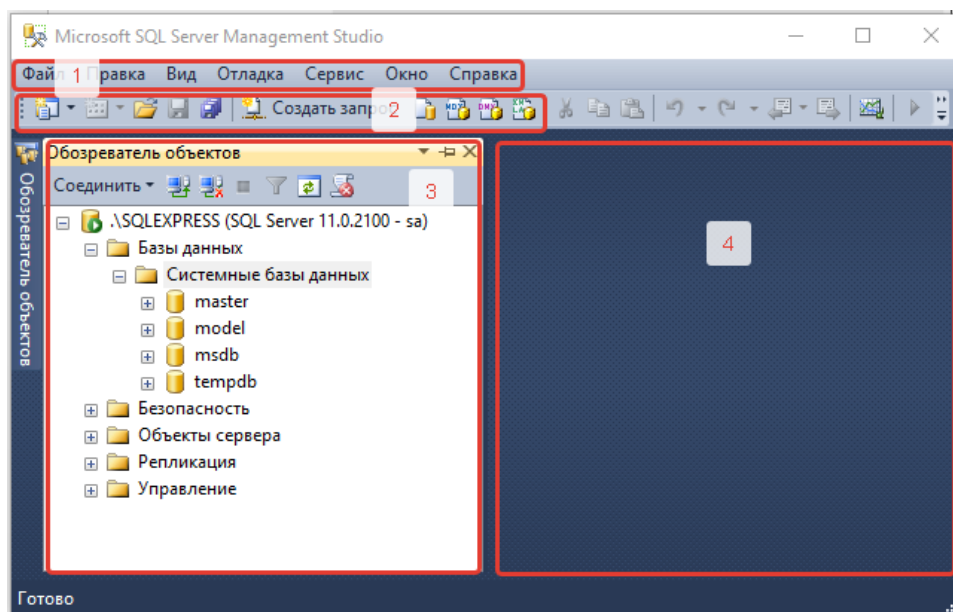 Microsoft SQL Server Management Studio
Файл 1 Правка Вид Отладка Сервис Окно Справка
Создать запро 2
Обозреватель объектов
Соединить 3
.\SQLEXPRESS (SQL Server 11.0.2100 - sa)
Базы данных
4
Системные базы данных
master
model
msdb
tempdb
Безопасность
Объекты сервера
Репликация
Управление
Обозреватель объектов
Готово